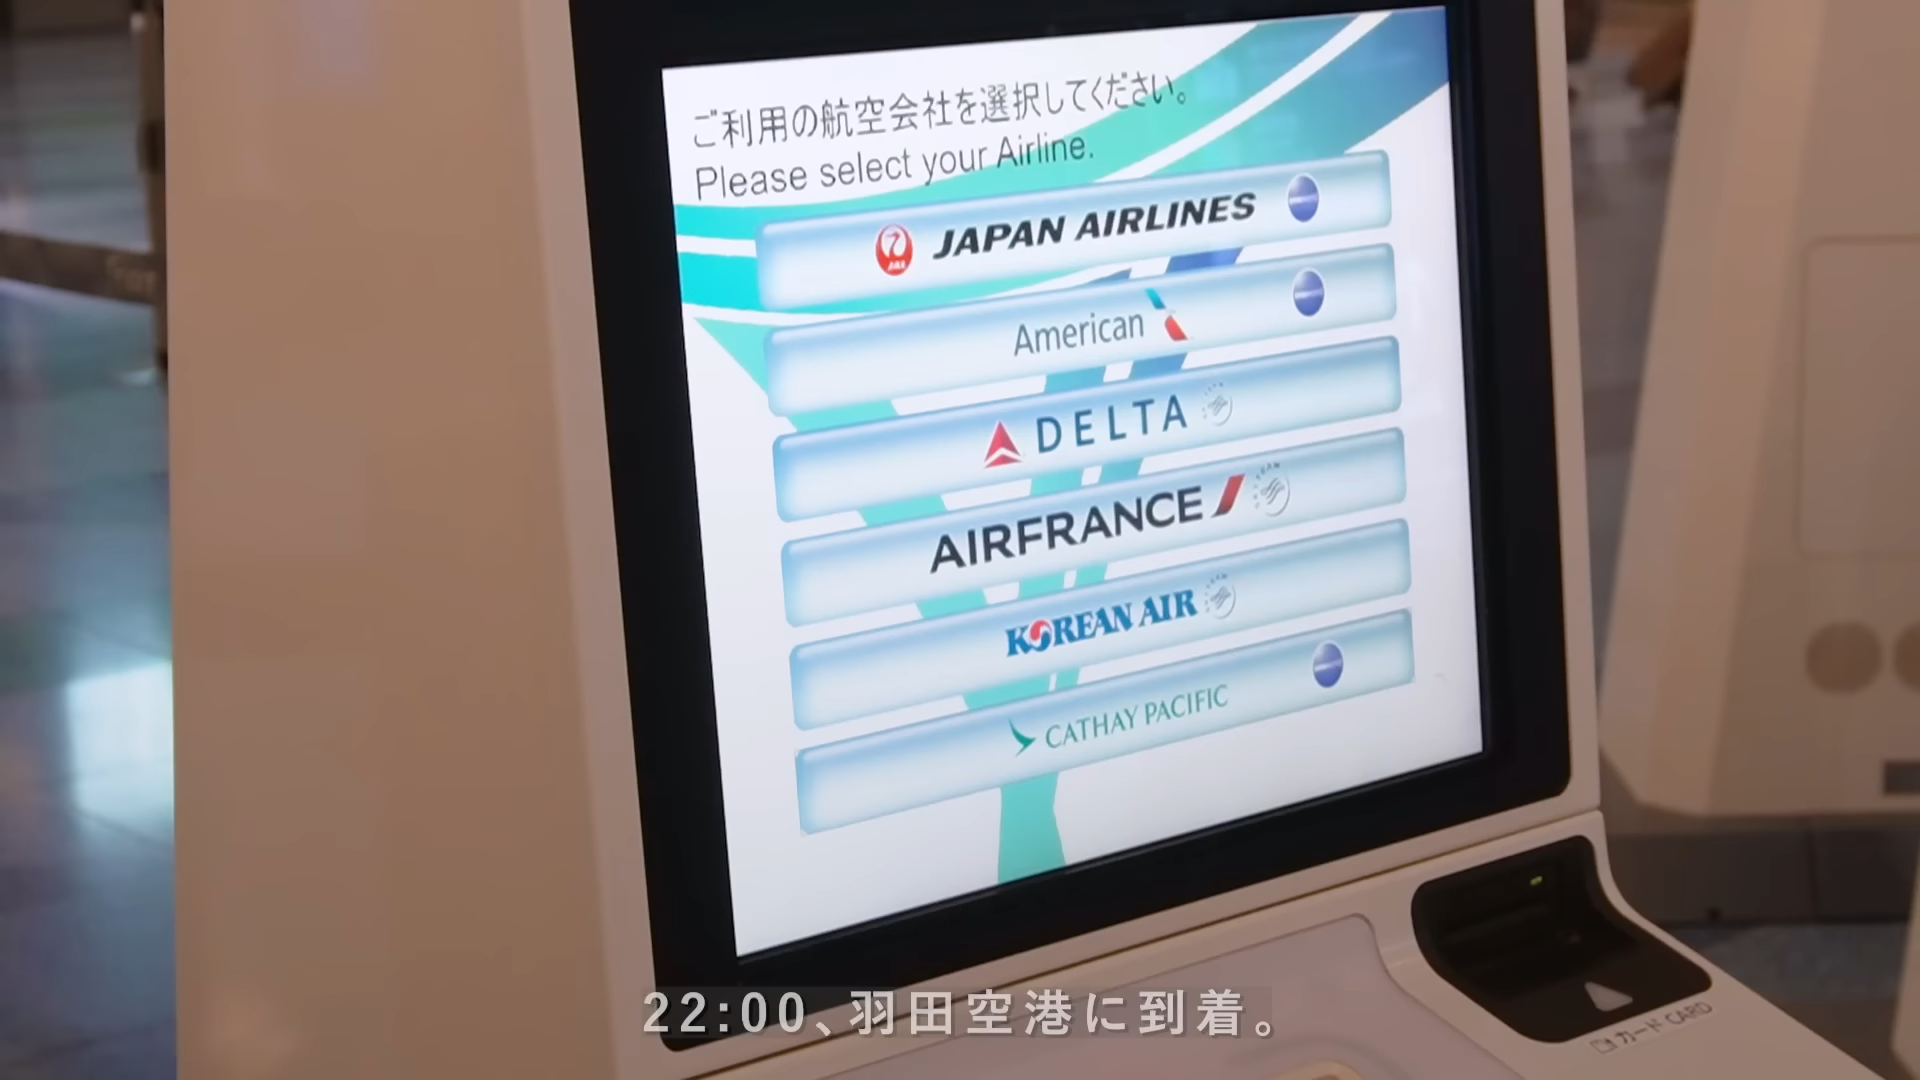 ご利用の航空会社を選択してください。
Please select your Airline.
JAPAN AIRLINES
American
DELTA
AIRFRANCE
KOREAN AIR
CATHAY PACIFIC
カード CARD
22:00、羽田空港に到着。